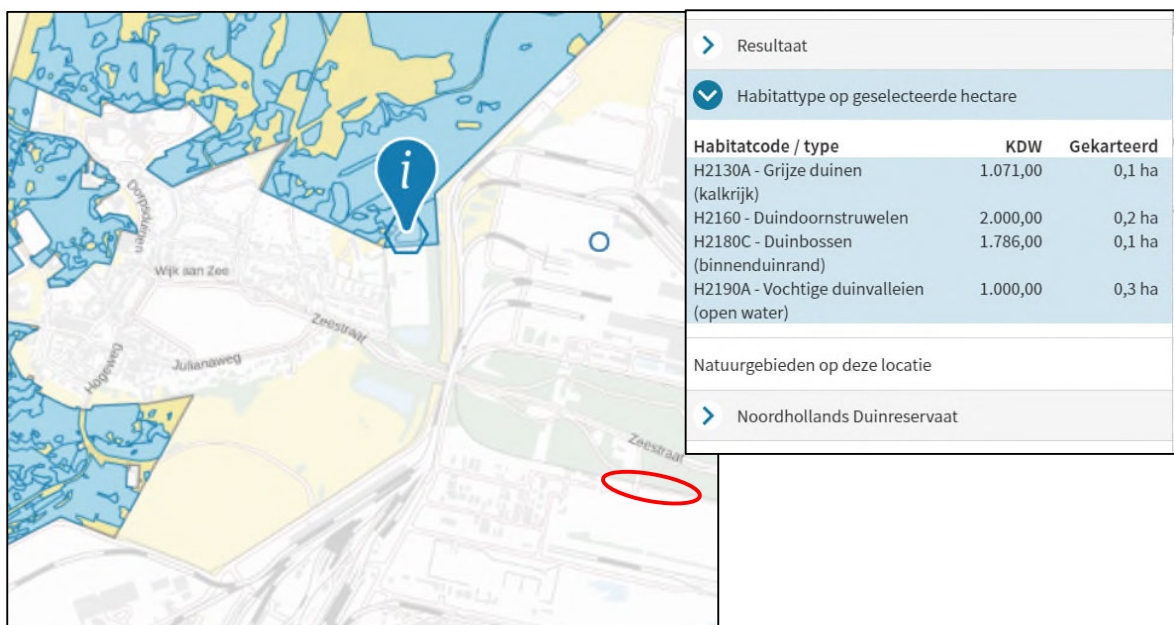 Resultaat
Habitattype op geselecteerde hectare
Habitatcode / type KDW Gekarteerd
H2130A - Grijze duinen 1.071,00 0,1 ha
(kalkrijk)
H2160 - Duindoornstruwelen 2.000,00 0,2 ha
H2180C - Duinbossen 1.786,00 0,1 ha
(binnenduinrand)
H2190A - Vochtige duinvalleien 1.000,00 0,3 ha
(open water)
Natuurgebieden op deze locatie
Noordhollands Duinreservaat
i
Dorpsduinen
Wijk aan Zee
Zeestraat
Julianaweg
Hogeweg
Zeestraat